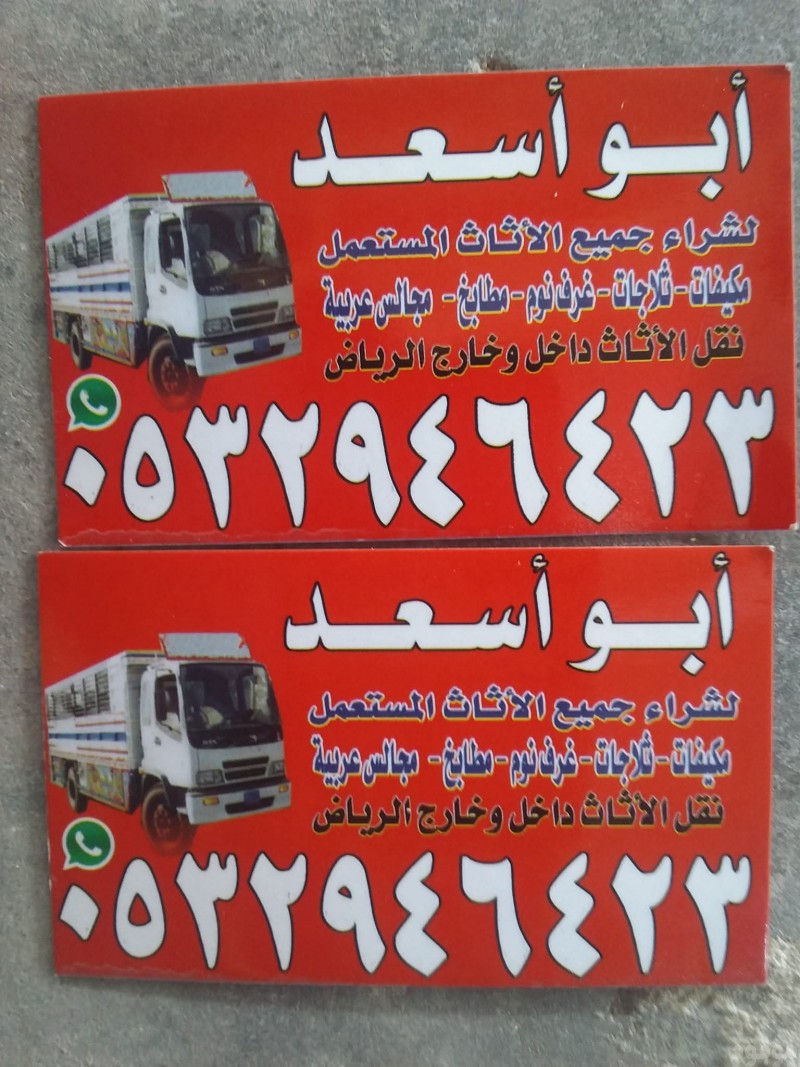 أبو أسعد
لشراء جميع الأثاث المستعمل
مكيفات - ثلاجات - غرف نوم - مطابخ - مجالس عربية
نقل الأثاث داخل وخارج الرياض
٠٥٣٢٩٤٦٤٢٣
أبو أسعد
لشراء جميع الأثاث المستعمل
مكيفات - ثلاجات - غرف نوم - مطابخ - مجالس عربية
نقل الأثاث داخل وخارج الرياض
٠٥٣٢٩٤٦٤٢٣